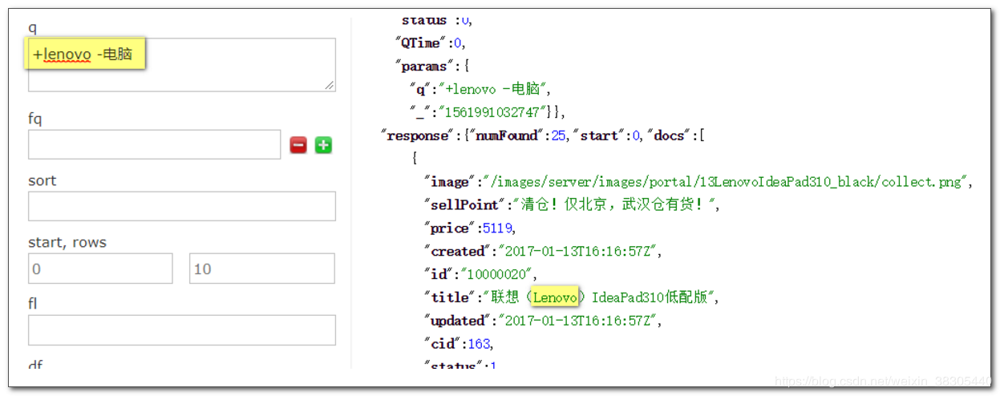 q
+lenovo -电脑
fq
sort
start, rows
0 10
fl
df
status":0,
"QTime":0,
"params":{
"q":"+lenovo -电脑",
"_":"1561991032747"}},
"response":{"numFound":25,"start":0,"docs":[
{
"image":"/images/server/images/portal/13LenovoIdeaPad310_black/collect.png",
"sellPoint":"清仓！仅北京，武汉仓有货！",
"price":5119,
"created":"2017-01-13T16:16:57Z",
"id":"10000020",
"title":"联想（Lenovo）IdeaPad310低配版",
"updated":"2017-01-13T16:16:57Z",
"cid":163,
"status":1
https://blog.csdn.net/weixin_38305440